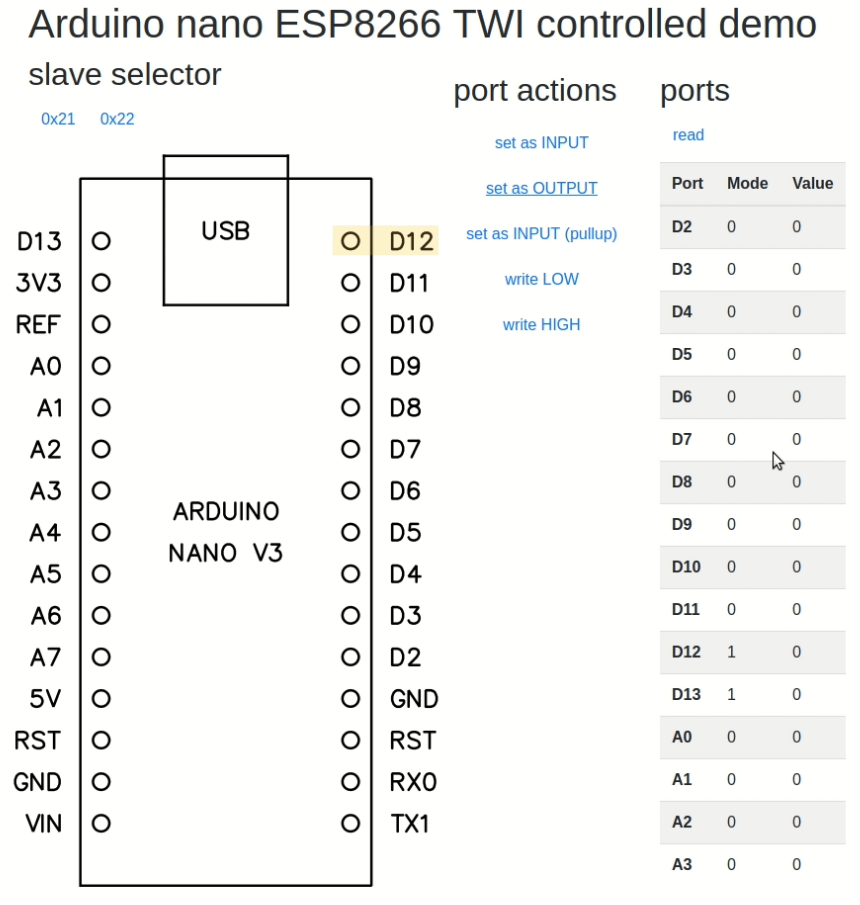 Arduino nano ESP8266 TWI controlled demo
slave selector
0x21 0x22
USB
D13
3V3
REF
A0
A1
A2
A3
A4
A5
A6
A7
5V
RST
GND
VIN
ARDUINO
NANO V3
D12
D11
D10
D9
D8
D7
D6
D5
D4
D3
D2
GND
RST
RX0
TX1
port actions
set as INPUT
set as OUTPUT
set as INPUT (pullup)
write LOW
write HIGH
ports
read
Port Mode Value
D2 0 0
D3 0 0
D4 0 0
D5 0 0
D6 0 0
D7 0 0
D8 0 0
D9 0 0
D10 0 0
D11 0 0
D12 1 0
D13 1 0
A0 0 0
A1 0 0
A2 0 0
A3 0 0